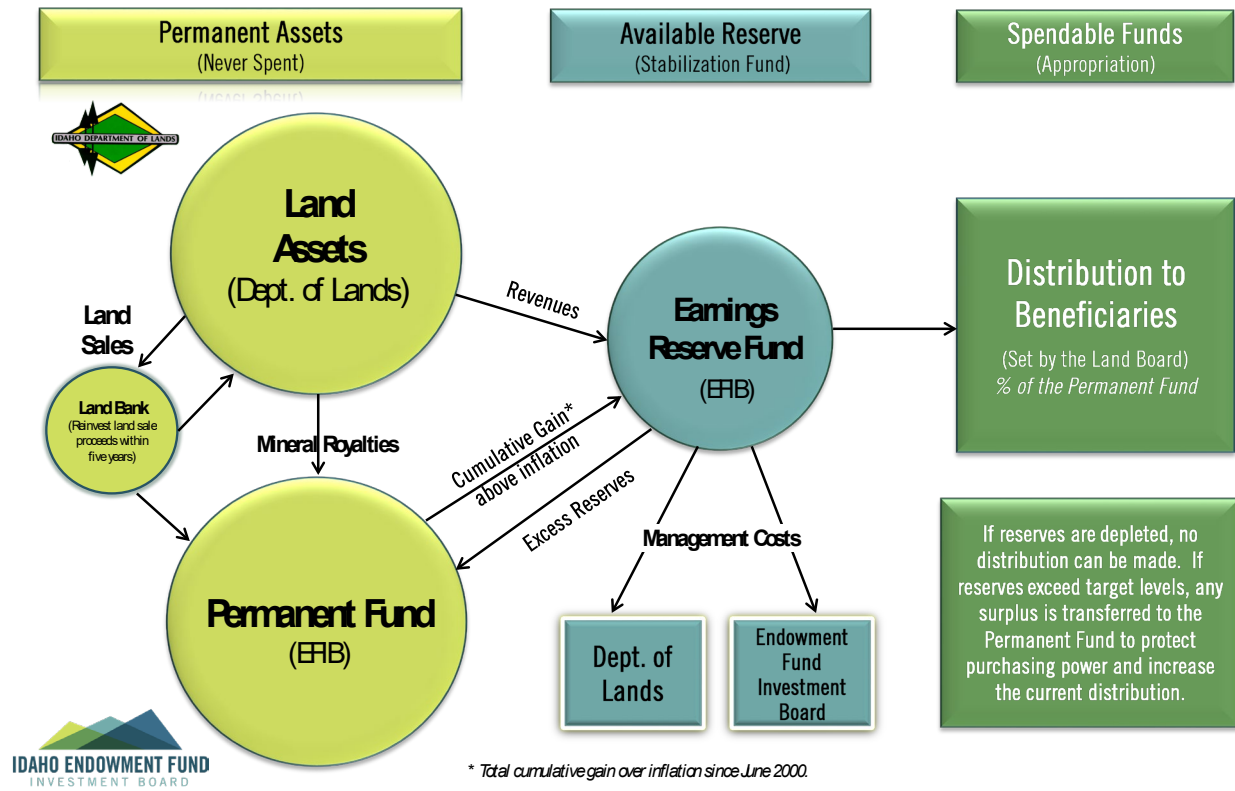 Permanent Assets
(Never Spent)
Available Reserve
(Stabilization Fund)
Spendable Funds
(Appropriation)
IDAHO DEPARTMENT OF LANDS
Land
Assets
(Dept. of Lands)
Land
Sales
Land Bank
(Reinvest land sale
proceeds within
five years)
Revenues
Earnings
Reserve Fund
(EFIB)
Distribution to
Beneficiaries
(Set by the Land Board)
% of the Permanent Fund
Mineral Royalties
Cumulative Gain*
above inflation
Excess Reserves
Permanent Fund
(EFIB)
Management Costs
Dept. of
Lands
Endowment
Fund
Investment
Board
If reserves are depleted, no
distribution can be made. If
reserves exceed target levels, any
surplus is transferred to the
Permanent Fund to protect
purchasing power and increase
the current distribution.
IDAHO ENDOWMENT FUND
INVESTMENT BOARD
* Total cumulative gain over inflation since June 2000.